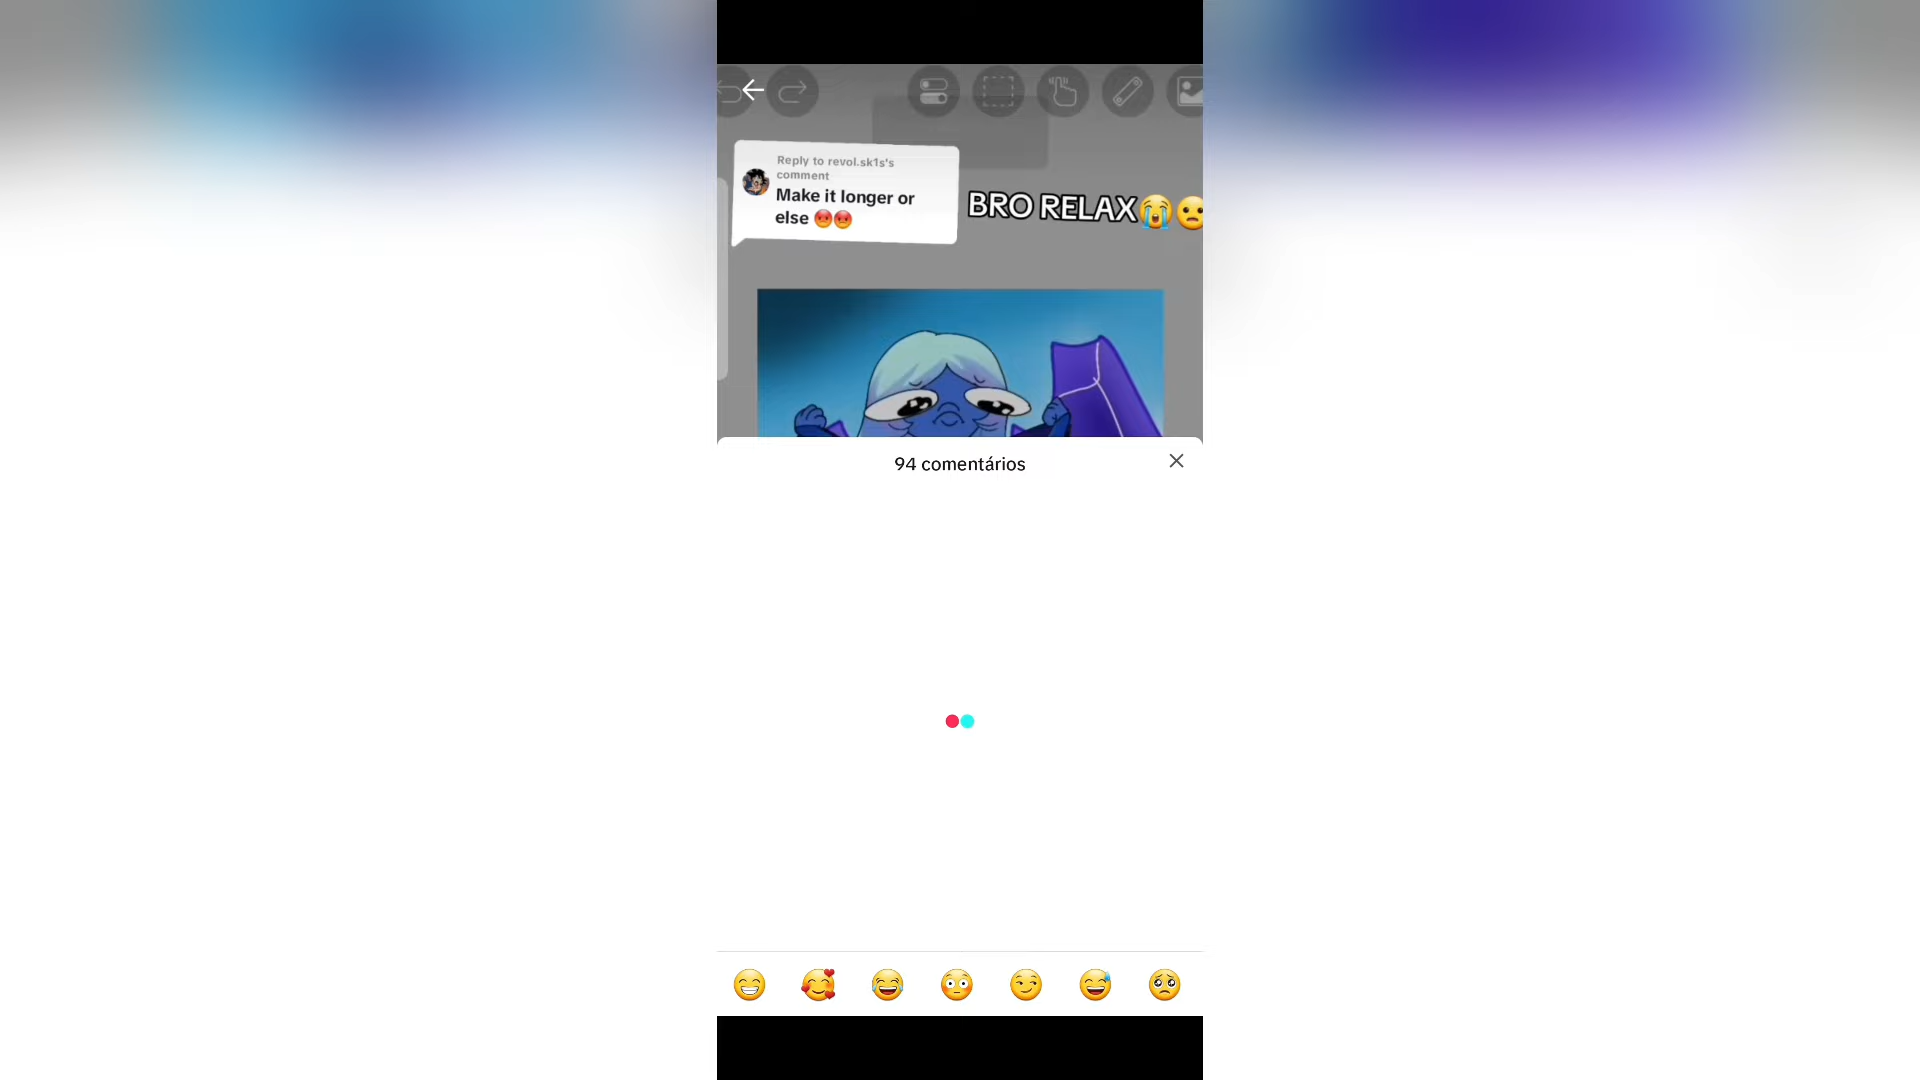 Reply to revol.sk1s's
comment
Make it longer or
else 😡😡
BRO RELAX😭😦
94 comentários